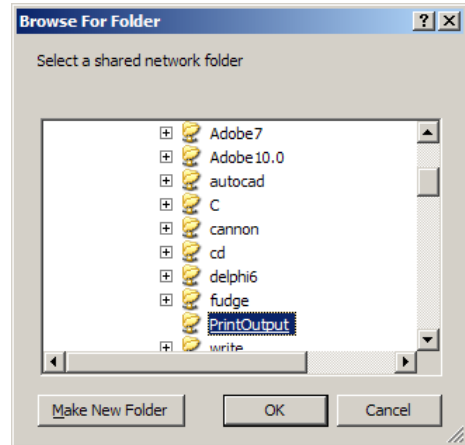 Browse For Folder
Select a shared network folder
Adobe7
Adobe10.0
autocad
C
cannon
cd
delphi6
fudge
PrintOutput
write
Make New Folder OK Cancel